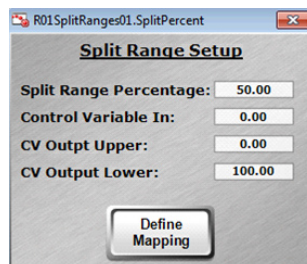 R01SplitRanges01.SplitPercent
Split Range Setup
Split Range Percentage: 50.00
Control Variable In: 0.00
CV Outpt Upper: 0.00
CV Output Lower: 100.00
Define
Mapping